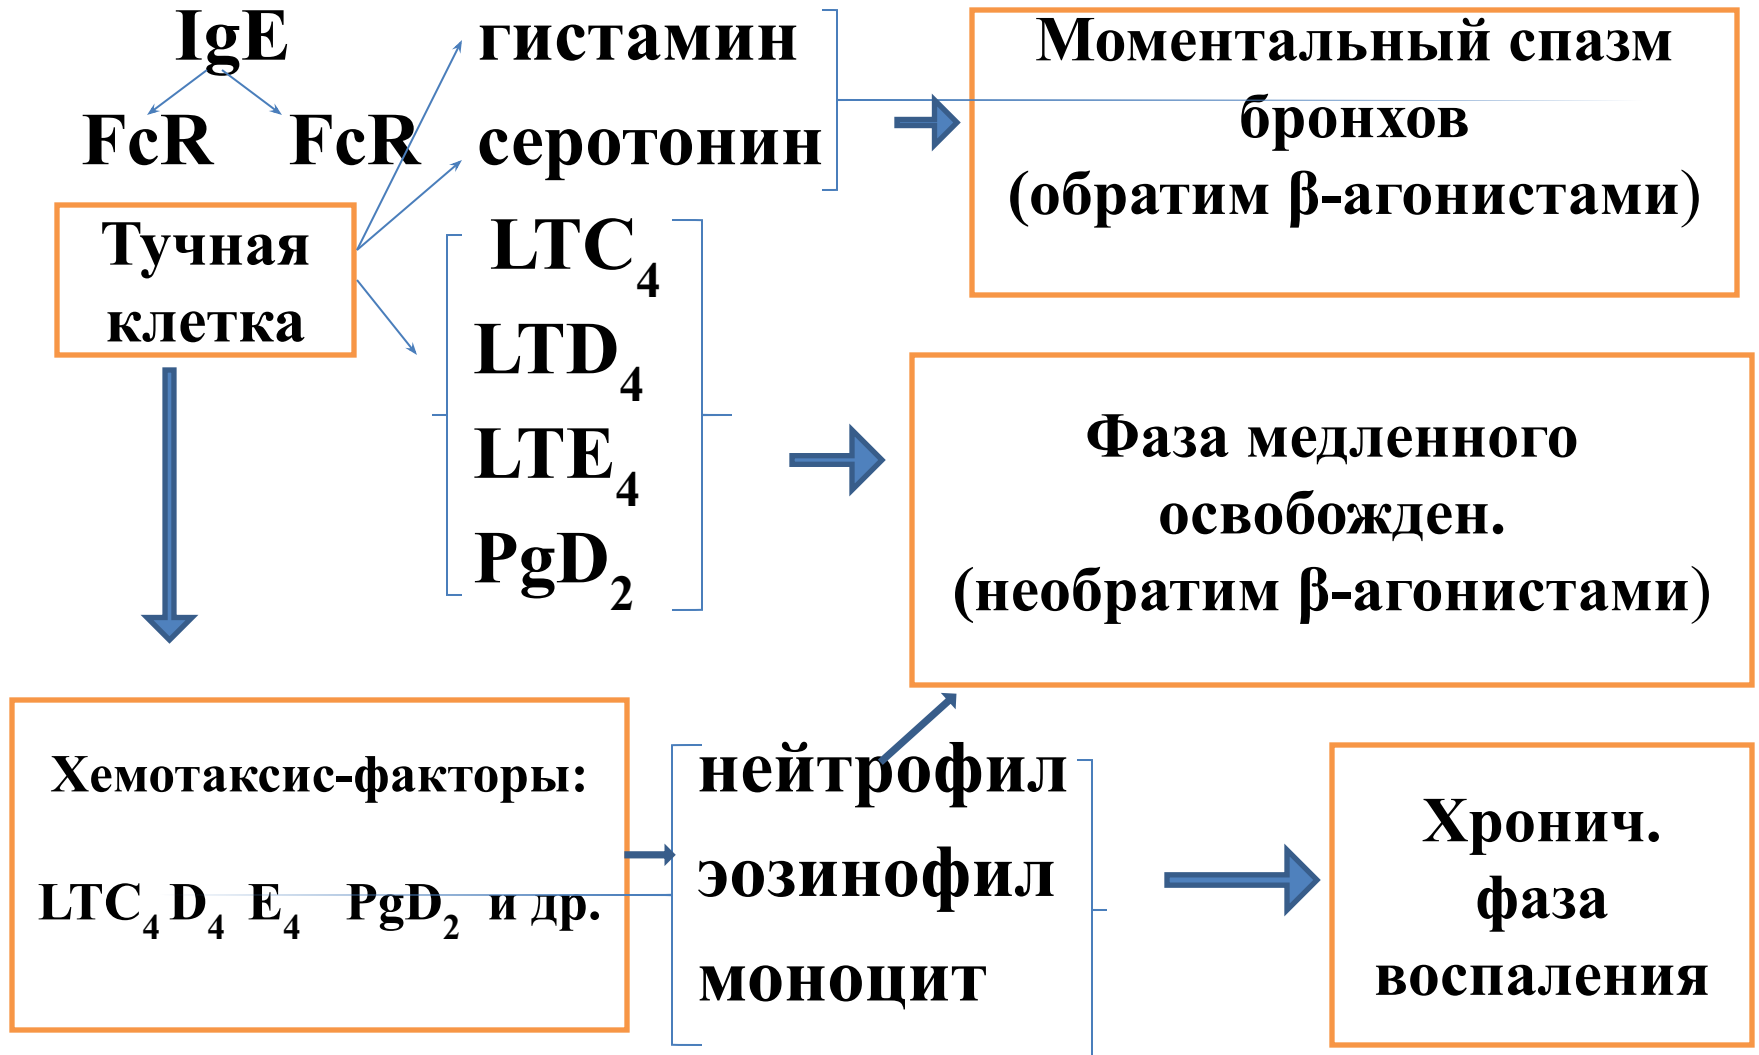 IgE
FcR FcR
Тучная
клетка
гистамин
серотонин
LTC4
LTD4
LTE4
PgD2
Моментальный спазм
бронхов
(обратим β-агонистами)
Фаза медленного
освобожден.
(необратим β-агонистами)
Хемотаксис-факторы:
LTC4 D4 E4 PgD2 и др.
нейтрофил
эозинофил
моноцит
Хронич.
фаза
воспаления